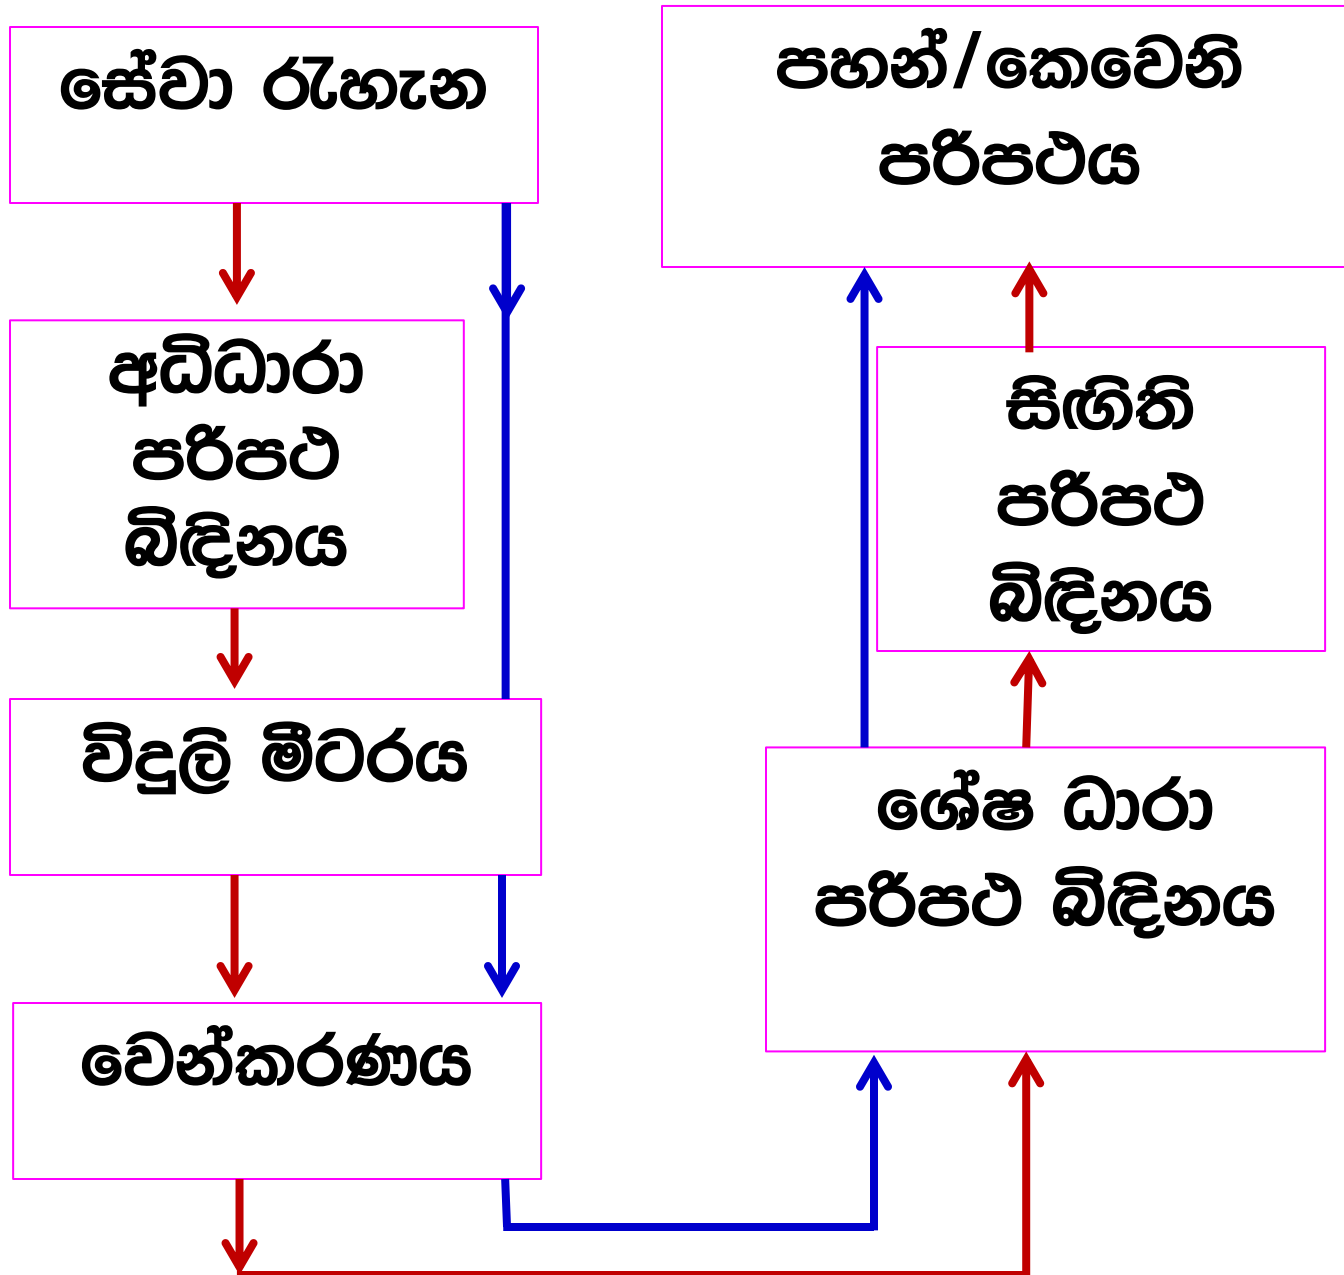 සේවා රැහැන
අධිධාරා
පරිපථ
බිඳිනය
විදුලි මීටරය
වෙන්කරණය
ශේෂ ධාරා
පරිපථ බිඳිනය
සිඟිති
පරිපථ
බිඳිනය
පහන්/කෙවෙනි
පරිපථය